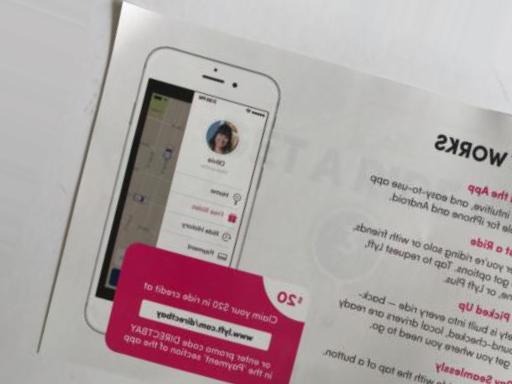 WORKS
the App
intuitive, and easy-to-use app
for iPhone and Android.
t a Ride
or you're riding solo or with friends,
got options. Tap to request Lyft,
ne, or Lyft Plus.
Picked Up
ety is built into every ride — back-
ound-checked, local drivers are ready
get you where you need to go.
y Seamlessly
with the tap of a button.
Olivia
Home
Free Rides
Ride History
Payment
$20
Claim your $20 in ride credit at
www.lyft.com/directbay
or enter promo code DIRECTBAY
in the 'Payment' section of the app